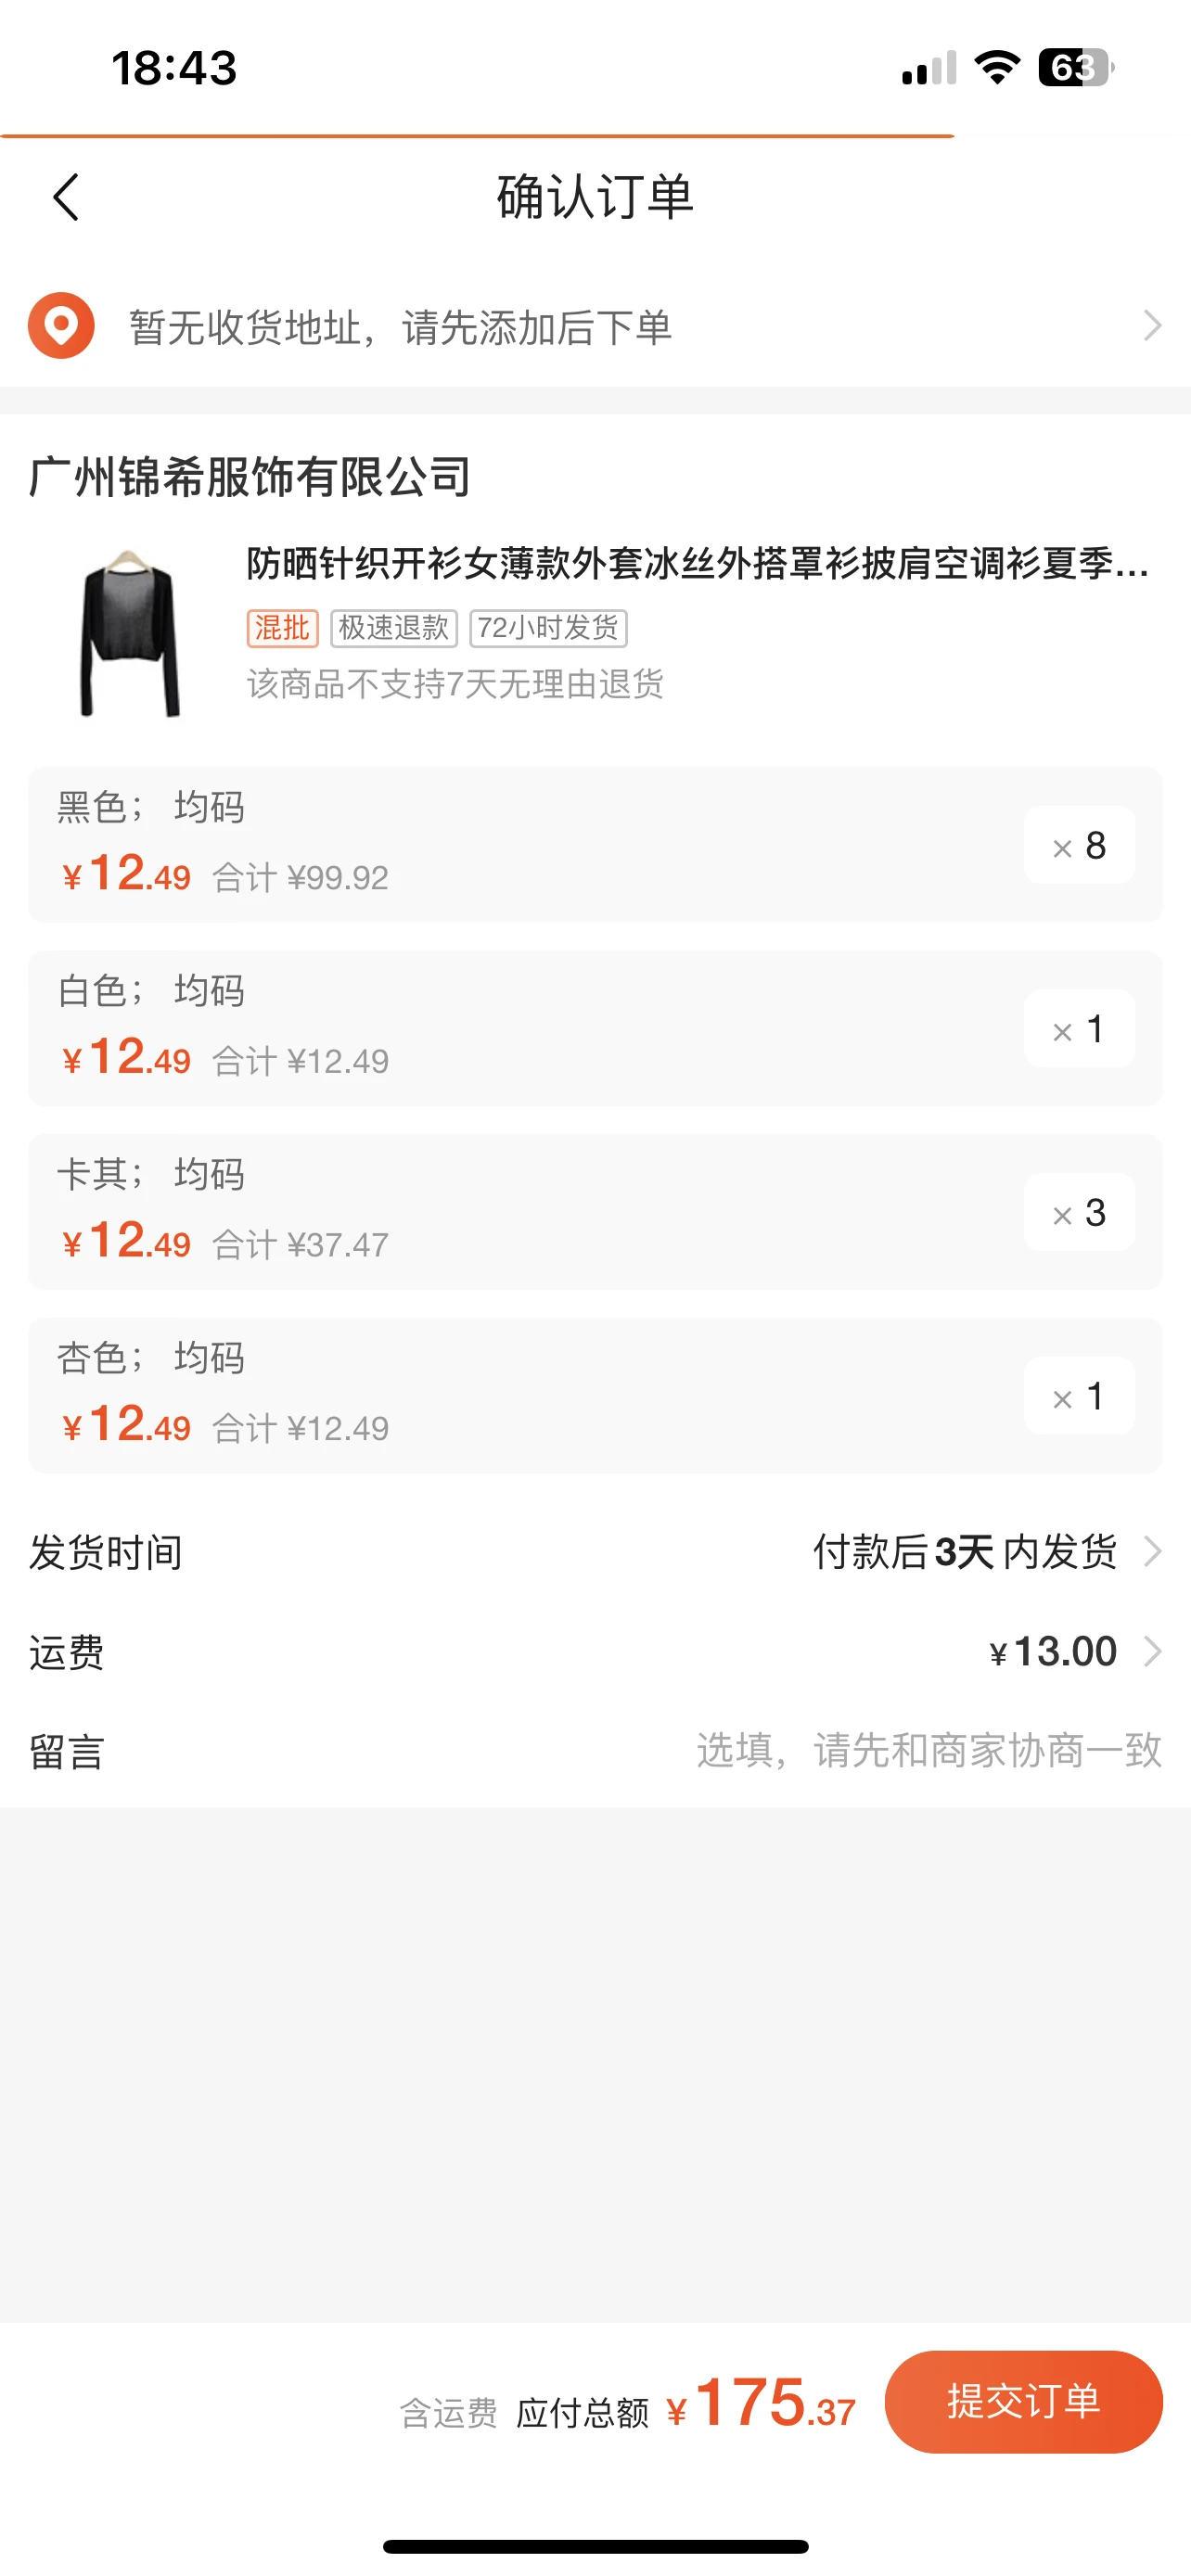 18:43
63
确认订单
暂无收货地址，请先添加后下单
广州锦希服饰有限公司
防晒针织开衫女薄款外套冰丝外搭罩衫披肩空调衫夏季...
混批 极速退款 72小时发货
该商品不支持7天无理由退货
黑色； 均码
¥12.49 合计 ¥99.92
× 8
白色； 均码
¥12.49 合计 ¥12.49
× 1
卡其； 均码
¥12.49 合计 ¥37.47
× 3
杏色； 均码
¥12.49 合计 ¥12.49
× 1
发货时间 付款后3天内发货
运费 ¥13.00
留言 选填，请先和商家协商一致
含运费 应付总额 ¥175.37 提交订单